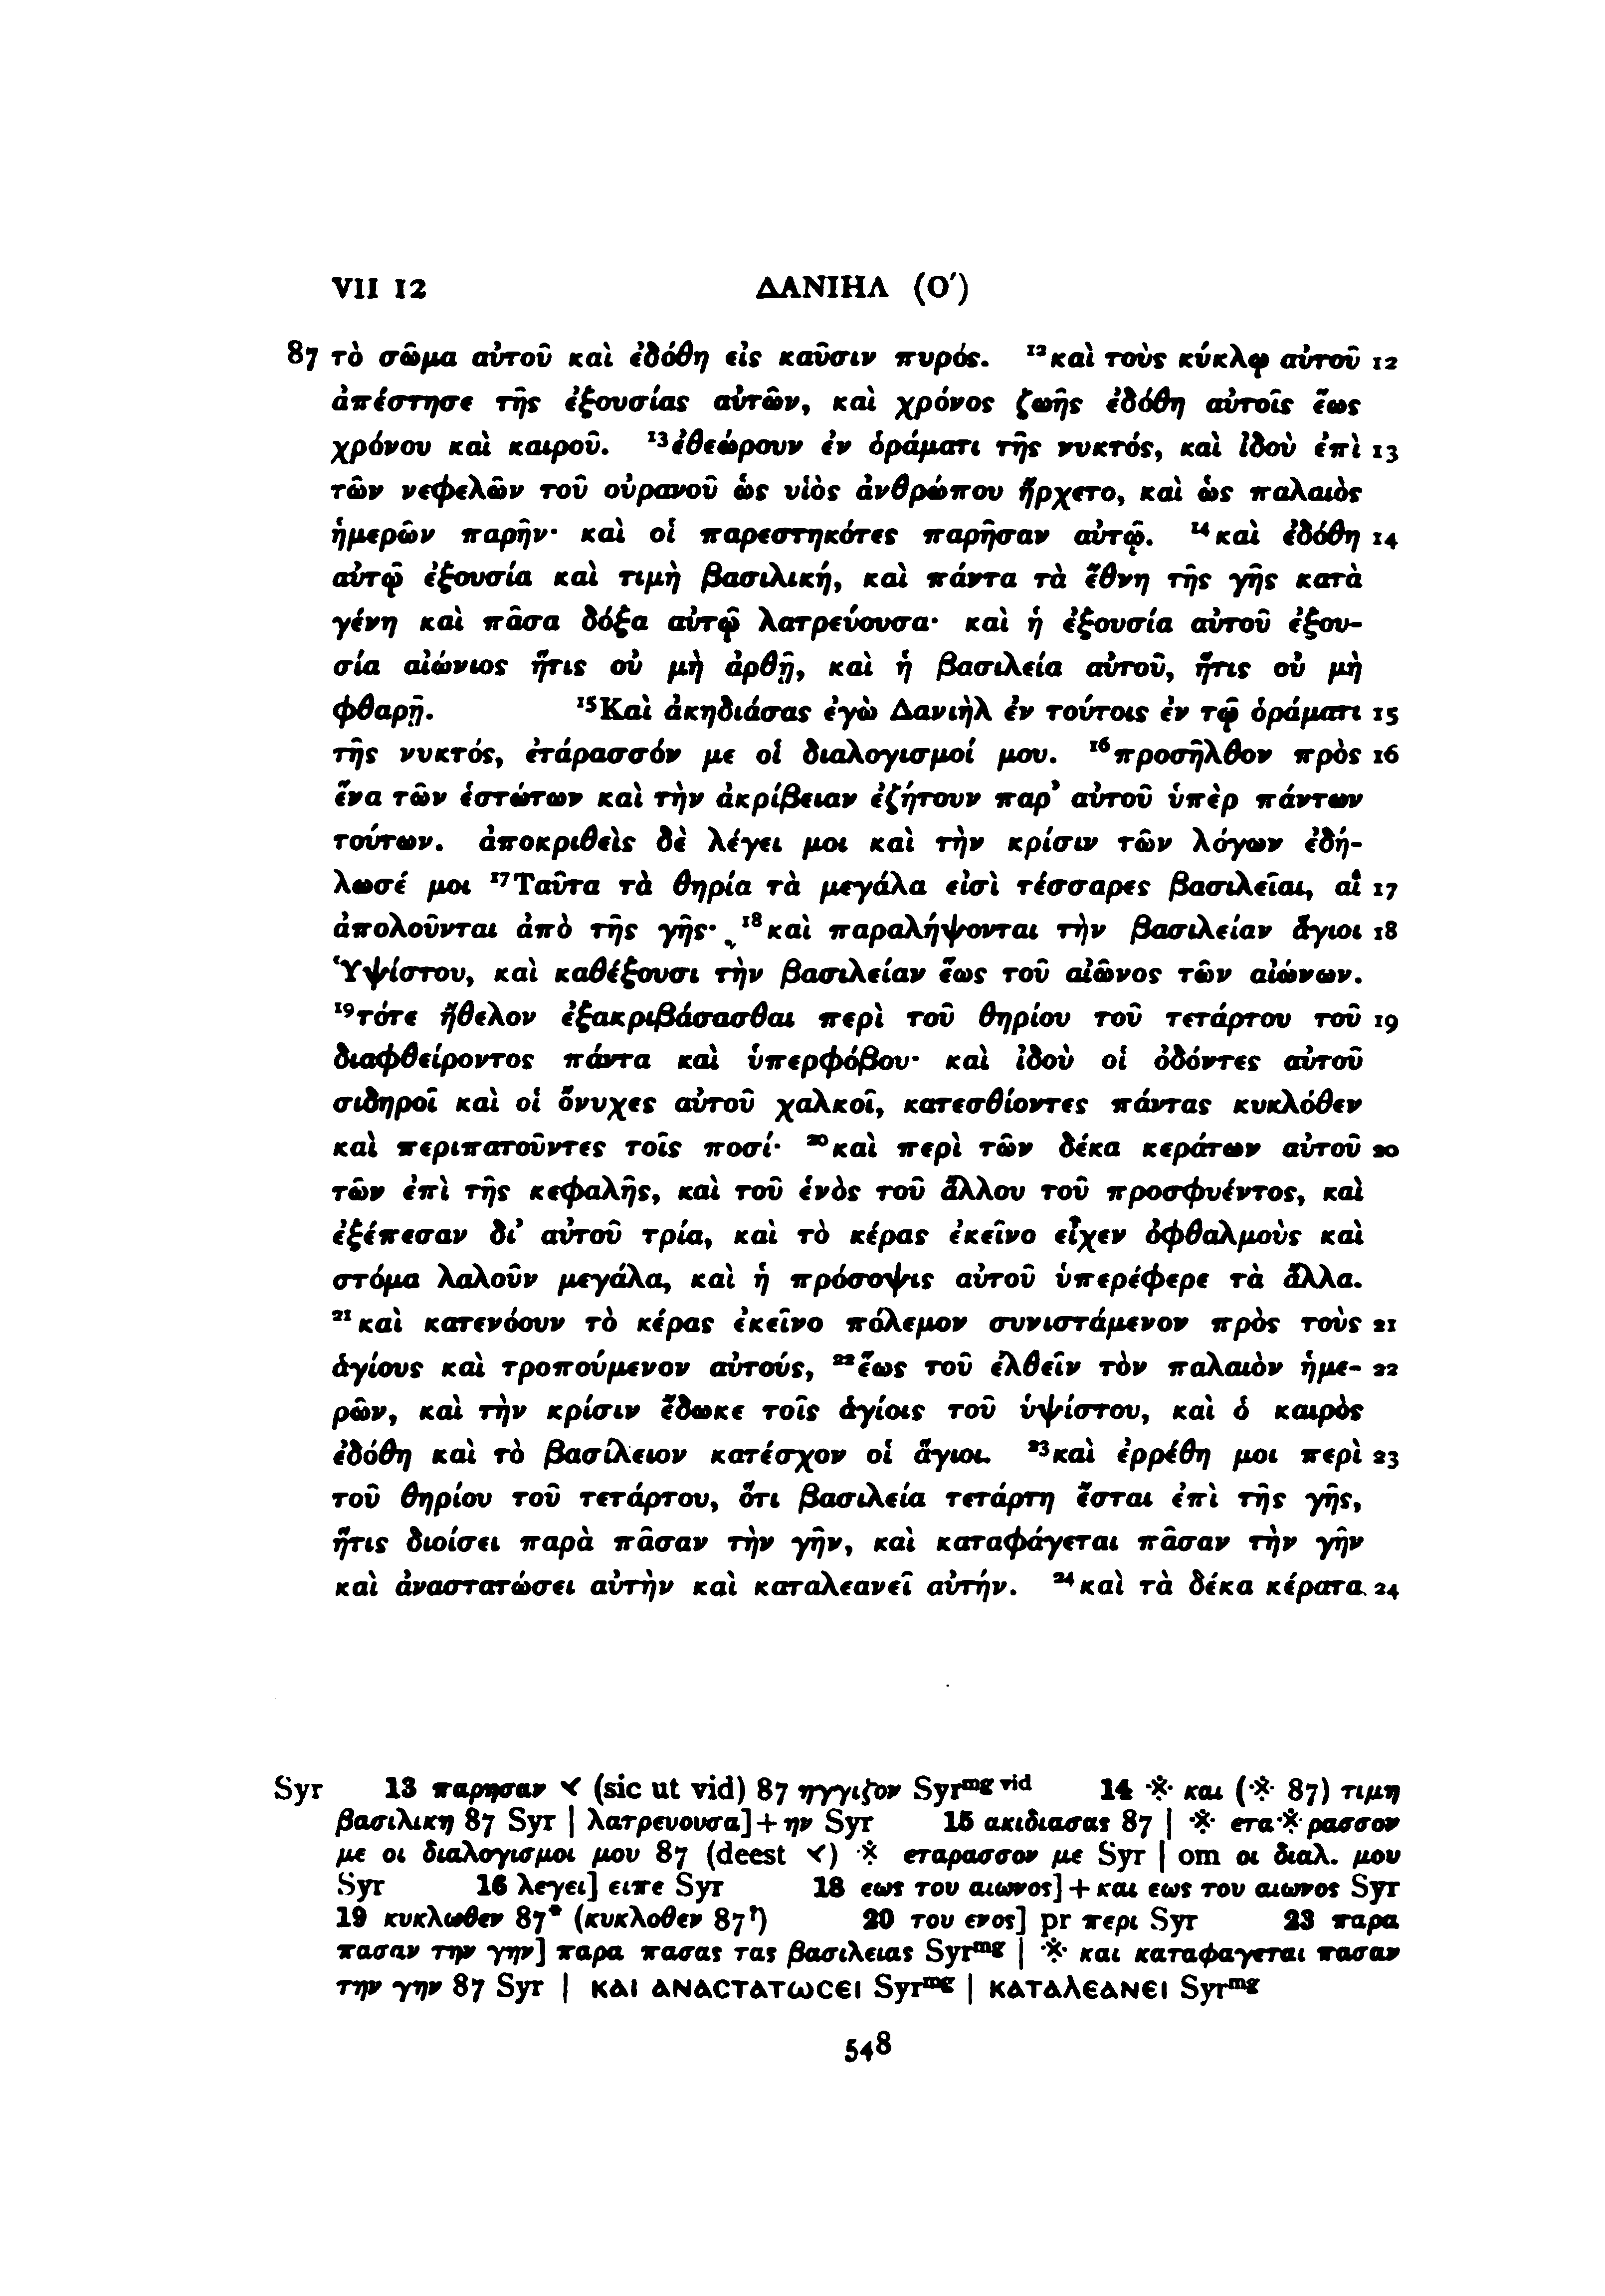 VII 12 ΔΑΝΙΗΛ (Ο′)
87 τὸ σῶμα αὐτοῦ καὶ ἐδόθη εἰς καῦσιν πυρός. ¹²καὶ τοὺς κύκλῳ αὐτοῦ 12
ἀπέστησε τῆς ἐξουσίας αὐτῶν, καὶ χρόνος ζωῆς ἐδόθη αὐτοῖς ἕως
χρόνου καὶ καιροῦ. ¹³ἐθεώρουν ἐν ὁράματι τῆς νυκτός, καὶ ἰδοὺ ἐπὶ 13
τῶν νεφελῶν τοῦ οὐρανοῦ ὡς υἱὸς ἀνθρώπου ἤρχετο, καὶ ὡς παλαιὸς
ἡμερῶν παρῆν· καὶ οἱ παρεστηκότες παρῆσαν αὐτῷ. ¹⁴καὶ ἐδόθη 14
αὐτῷ ἐξουσία καὶ τιμὴ βασιλική, καὶ πάντα τὰ ἔθνη τῆς γῆς κατὰ
γένη καὶ πᾶσα δόξα αὐτῷ λατρεύουσα· καὶ ἡ ἐξουσία αὐτοῦ ἐξου-
σία αἰώνιος ἥτις οὐ μὴ ἀρθῇ, καὶ ἡ βασιλεία αὐτοῦ, ἥτις οὐ μὴ
φθαρῇ. ¹⁵Καὶ ἀκηδιάσας ἐγὼ Δανιὴλ ἐν τούτοις ἐν τῷ ὁράματι 15
τῆς νυκτός, ἐτάρασσόν με οἱ διαλογισμοί μου. ¹⁶προσῆλθον πρὸς 16
ἕνα τῶν ἑστώτων καὶ τὴν ἀκρίβειαν ἐζήτουν παρ’ αὐτοῦ ὑπὲρ πάντων
τούτων. ἀποκριθεὶς δὲ λέγει μοι καὶ τὴν κρίσιν τῶν λόγων ἐδή-
λωσέ μοι ¹⁷Ταῦτα τὰ θηρία τὰ μεγάλα εἰσὶ τέσσαρες βασιλεῖαι, αἳ 17
ἀπολοῦνται ἀπὸ τῆς γῆς· ¹⁸καὶ παραλήψονται τὴν βασιλείαν ἅγιοι 18
Ὑψίστου, καὶ καθέξουσι τὴν βασιλείαν ἕως τοῦ αἰῶνος τῶν αἰώνων.
¹⁹τότε ἤθελον ἐξακριβάσασθαι περὶ τοῦ θηρίου τοῦ τετάρτου τοῦ 19
διαφθείροντος πάντα καὶ ὑπερφόβου· καὶ ἰδοὺ οἱ ὀδόντες αὐτοῦ
σιδηροῖ καὶ οἱ ὄνυχες αὐτοῦ χαλκοῖ, κατεσθίοντες πάντας κυκλόθεν
καὶ περιπατοῦντες τοῖς ποσί· ²⁰καὶ περὶ τῶν δέκα κεράτων αὐτοῦ 20
τῶν ἐπὶ τῆς κεφαλῆς, καὶ τοῦ ἑνὸς τοῦ ἄλλου τοῦ προσφυέντος, καὶ
ἐξέπεσαν δι’ αὐτοῦ τρία, καὶ τὸ κέρας ἐκεῖνο εἶχεν ὀφθαλμοὺς καὶ
στόμα λαλοῦν μεγάλα, καὶ ἡ πρόσοψις αὐτοῦ ὑπερέφερε τὰ ἄλλα.
²¹καὶ κατενόουν τὸ κέρας ἐκεῖνο πόλεμον συνιστάμενον πρὸς τοὺς 21
ἁγίους καὶ τροπούμενον αὐτούς, ²²ἕως τοῦ ἐλθεῖν τὸν παλαιὸν ἡμε- 22
ρῶν, καὶ τὴν κρίσιν ἔδωκε τοῖς ἁγίοις τοῦ ὑψίστου, καὶ ὁ καιρὸς
ἐδόθη καὶ τὸ βασίλειον κατέσχον οἱ ἅγιοι. ²³καὶ ἐρρέθη μοι περὶ 23
τοῦ θηρίου τοῦ τετάρτου, ὅτι βασιλεία τετάρτη ἔσται ἐπὶ τῆς γῆς,
ἥτις διοίσει παρὰ πᾶσαν τὴν γῆν, καὶ καταφάγεται πᾶσαν τὴν γῆν
καὶ ἀναστατώσει αὐτὴν καὶ καταλεανεῖ αὐτήν. ²⁴καὶ τὰ δέκα κέρατα 24
Syr 13 παρησαν ⸔ (sic ut vid) 87 ηγγιζον Syrᵐᵍ ᵛⁱᵈ 14 ※ και (※ 87) τιμη
βασιλικη 87 Syr | λατρευουσα]+ην Syr 15 ακιδιασας 87 | ※ ετα※ρασσον
με οι διαλογισμοι μου 87 (deest ⸔) ※ εταρασσον με Syr | om οι διαλ. μου
Syr 16 λεγει] ειπε Syr 18 εως του αιωνος]+και εως του αιωνος Syr
19 κυκλωθεν 87* (κυκλοθεν 87ˀ) 20 του ενος] pr περι Syr 23 παρα
πασαν την γην] παρα πασας τας βασιλειας Syrᵐᵍ | ※ και καταφαγεται πασαν
την γην 87 Syr | ΚΑΙ ΑΝΑϹΤΑΤΩϹΕΙ Syrᵐᵍ | ΚΑΤΑΛΕΑΝΕΙ Syrᵐᵍ
548